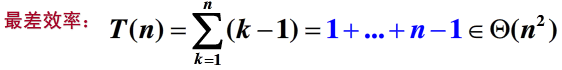 最差效率： T(n) = ∑_{k=1}^{n} (k − 1) = 1 + ... + n − 1 ∈ Θ(n²)